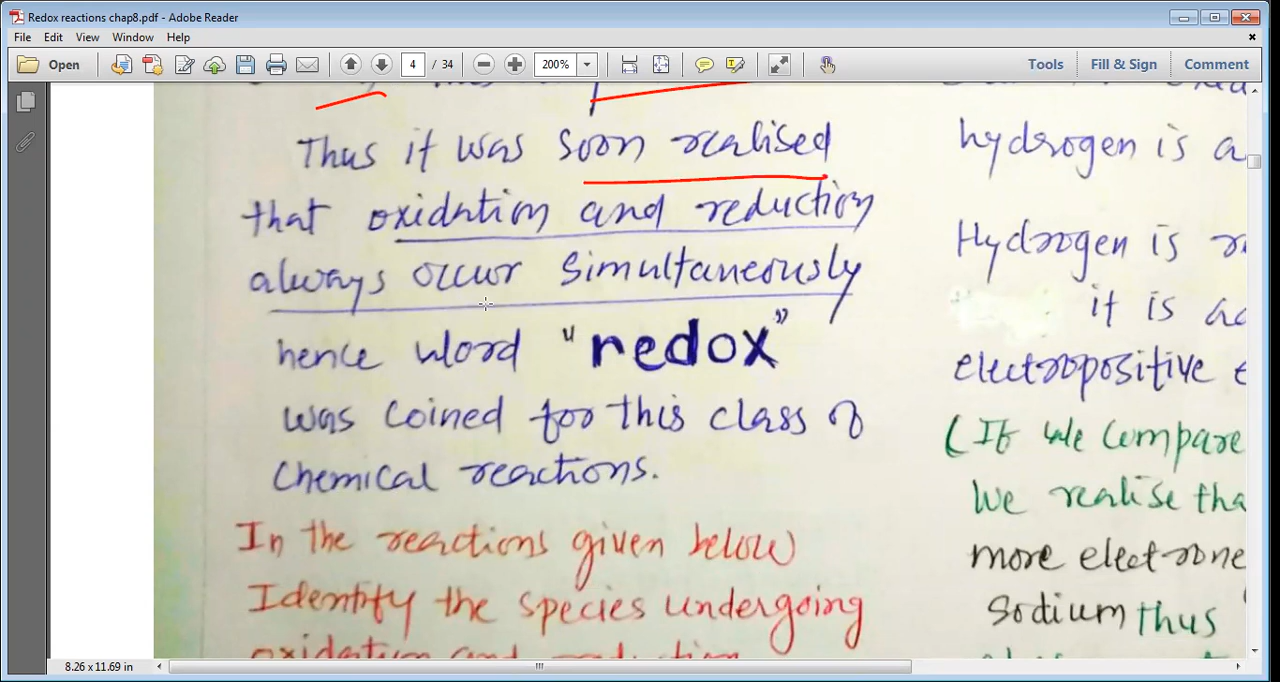 Redox reactions chap8.pdf - Adobe Reader
File Edit View Window Help
Open 4 / 34 200% Tools Fill & Sign Comment
Thus it was soon realised
that oxidation and reduction
always occur simultaneously
hence word "redox"
was coined for this class of
chemical reactions.
In the reactions given below
Identify the species undergoing
oxidation and reduction
hydrogen is a
Hydrogen is
it is
electropositive
(If we compare
We realise tha
more electrone
Sodium thus
8.26 x 11.69 in